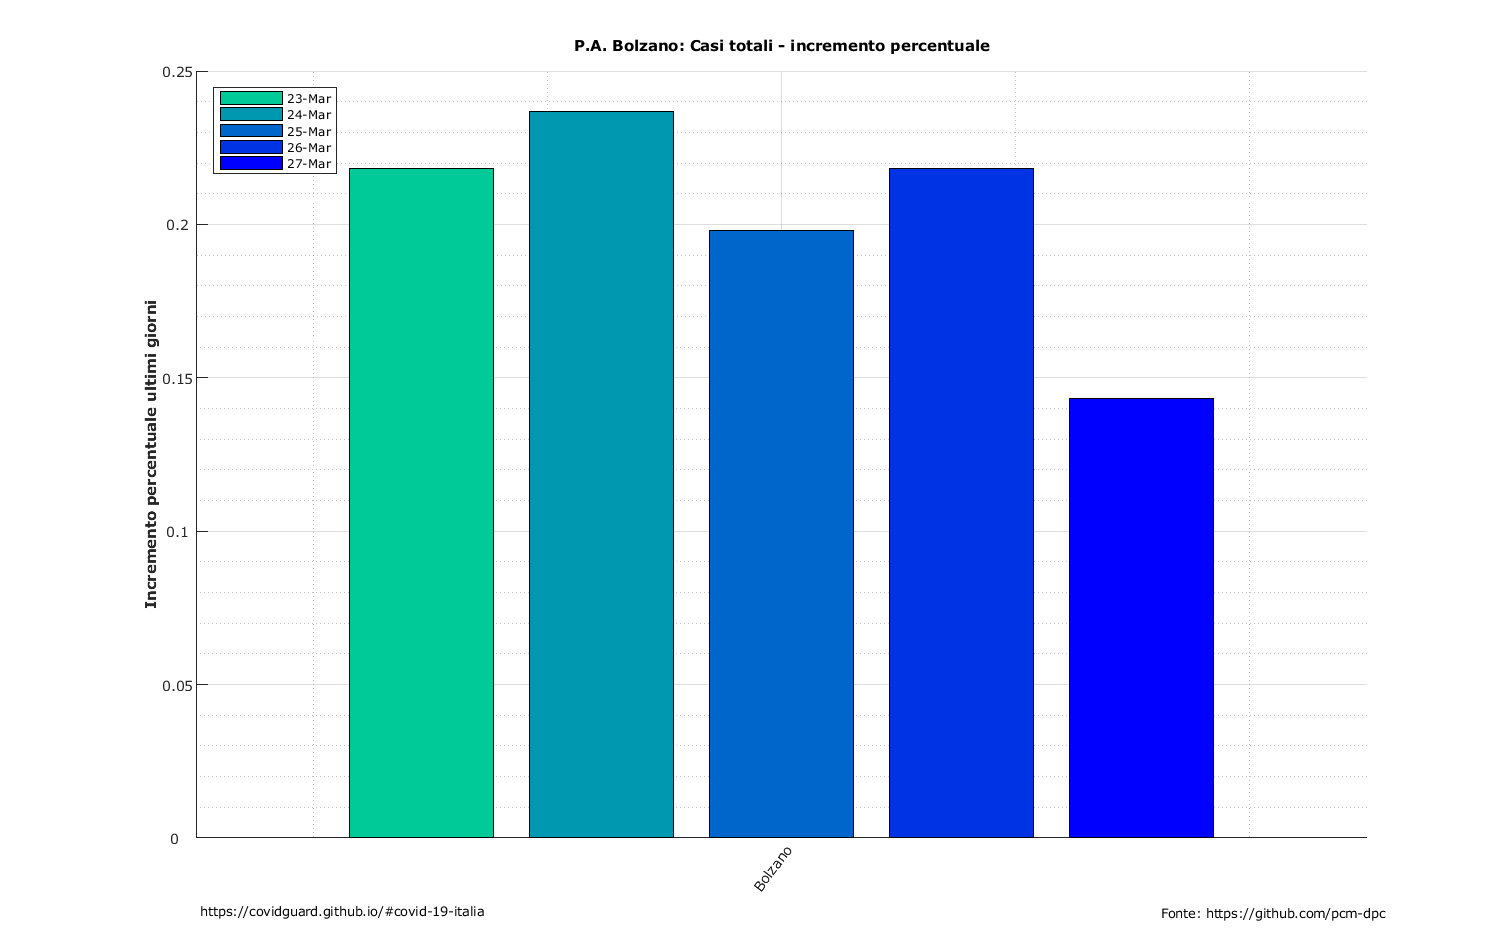 P.A. Bolzano: Casi totali - incremento percentuale
0.25
23-Mar
24-Mar
25-Mar
26-Mar
27-Mar
0.2
0.15
0.1
0.05
0
Incremento percentuale ultimi giorni
Bolzano
https://covidguard.github.io/#covid-19-italia
Fonte: https://github.com/pcm-dpc